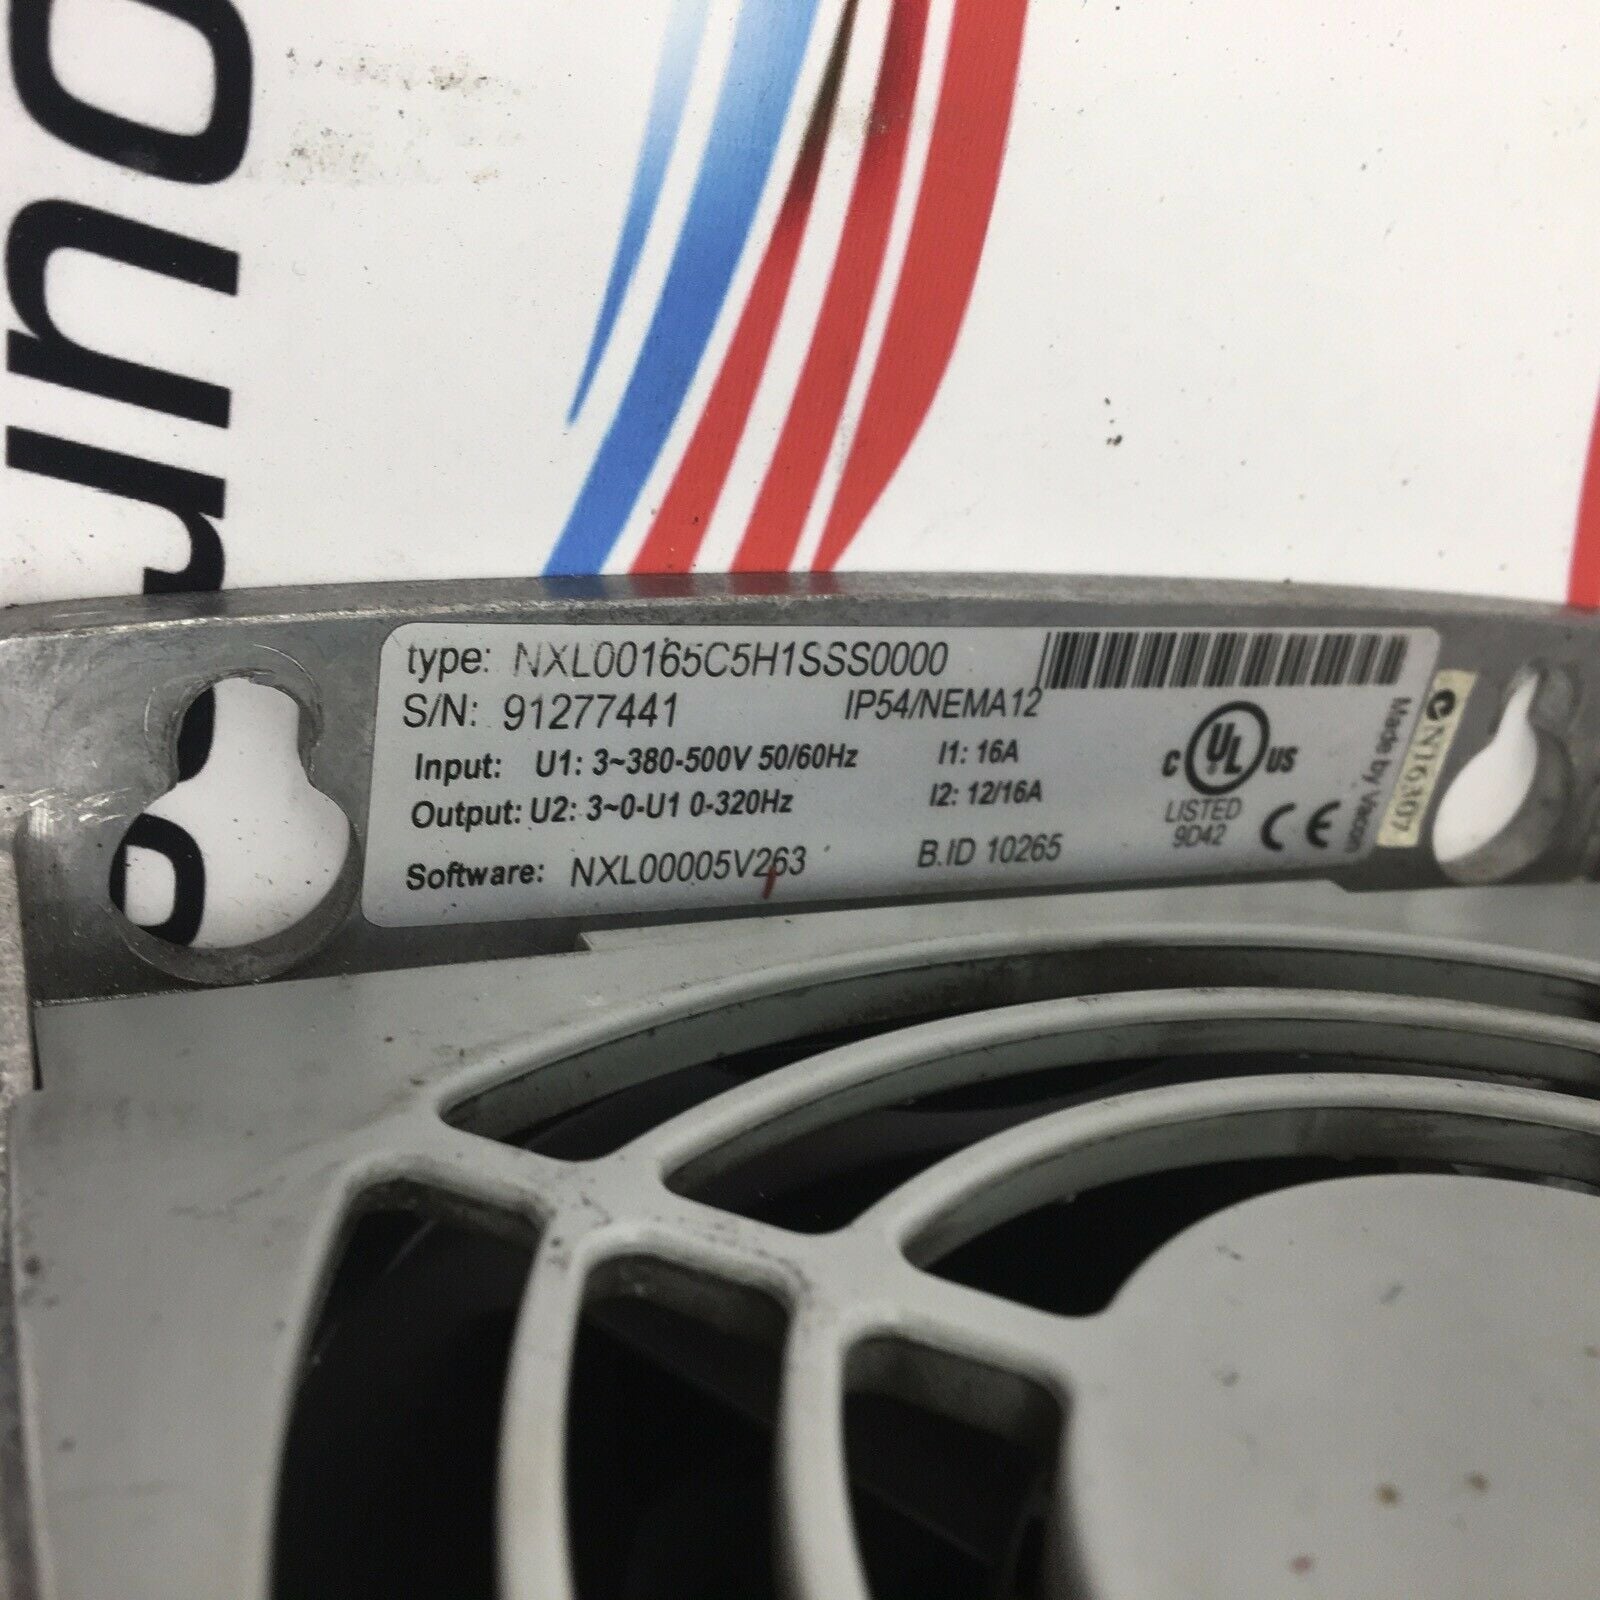 type: NXL00165C5H1SSS0000
S/N: 91277441 IP54/NEMA12
Input: U1: 3~380-500V 50/60Hz I1: 16A
Output: U2: 3~0-U1 0-320Hz I2: 12/16A
Software: NXL00005V263 B.ID 10265
C UL US
LISTED
9D42
CE
Made by Vacon
N16307